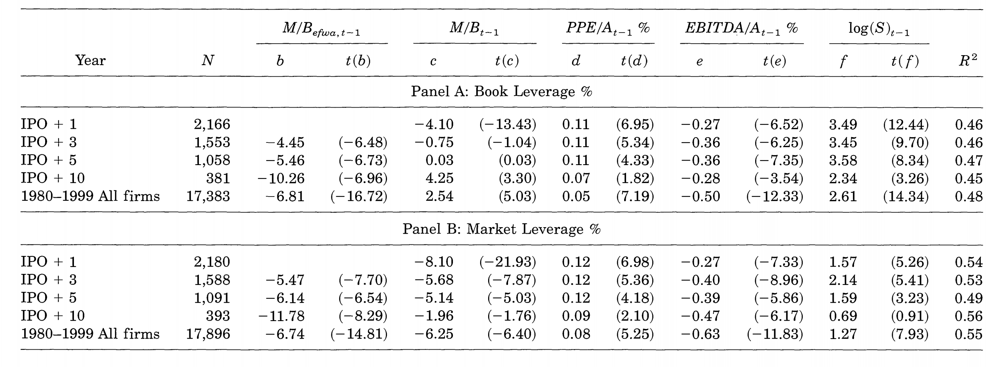 M/B_{efwa, t−1} M/B_{t−1} PPE/A_{t−1} % EBITDA/A_{t−1} % log(S)_{t−1}
Year N b t(b) c t(c) d t(d) e t(e) f t(f) R²
Panel A: Book Leverage %
IPO + 1 2,166 −4.10 (−13.43) 0.11 (6.95) −0.27 (−6.52) 3.49 (12.44) 0.46
IPO + 3 1,553 −4.45 (−6.48) −0.75 (−1.04) 0.11 (5.34) −0.36 (−6.25) 3.45 (9.70) 0.46
IPO + 5 1,058 −5.46 (−6.73) 0.03 (0.03) 0.11 (4.33) −0.36 (−7.35) 3.58 (8.34) 0.47
IPO + 10 381 −10.26 (−6.96) 4.25 (3.30) 0.07 (1.82) −0.28 (−3.54) 2.34 (3.26) 0.45
1980–1999 All firms 17,383 −6.81 (−16.72) 2.54 (5.03) 0.05 (7.19) −0.50 (−12.33) 2.61 (14.34) 0.48
Panel B: Market Leverage %
IPO + 1 2,180 −8.10 (−21.93) 0.12 (6.98) −0.27 (−7.33) 1.57 (5.26) 0.54
IPO + 3 1,588 −5.47 (−7.70) −5.68 (−7.87) 0.12 (5.36) −0.40 (−8.96) 2.14 (5.41) 0.53
IPO + 5 1,091 −6.14 (−6.54) −5.14 (−5.03) 0.12 (4.18) −0.39 (−5.86) 1.59 (3.23) 0.49
IPO + 10 393 −11.78 (−8.29) −1.96 (−1.76) 0.09 (2.10) −0.47 (−6.17) 0.69 (0.91) 0.56
1980–1999 All firms 17,896 −6.74 (−14.81) −6.25 (−6.40) 0.08 (5.25) −0.63 (−11.83) 1.27 (7.93) 0.55